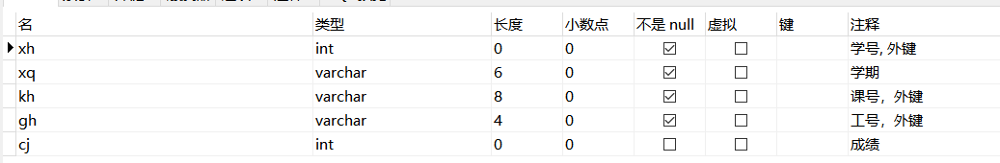 名 类型 长度 小数点 不是 null 虚拟 键 注释
xh int 0 0 学号, 外键
xq varchar 6 0 学期
kh varchar 8 0 课号，外键
gh varchar 4 0 工号，外键
cj int 0 0 成绩